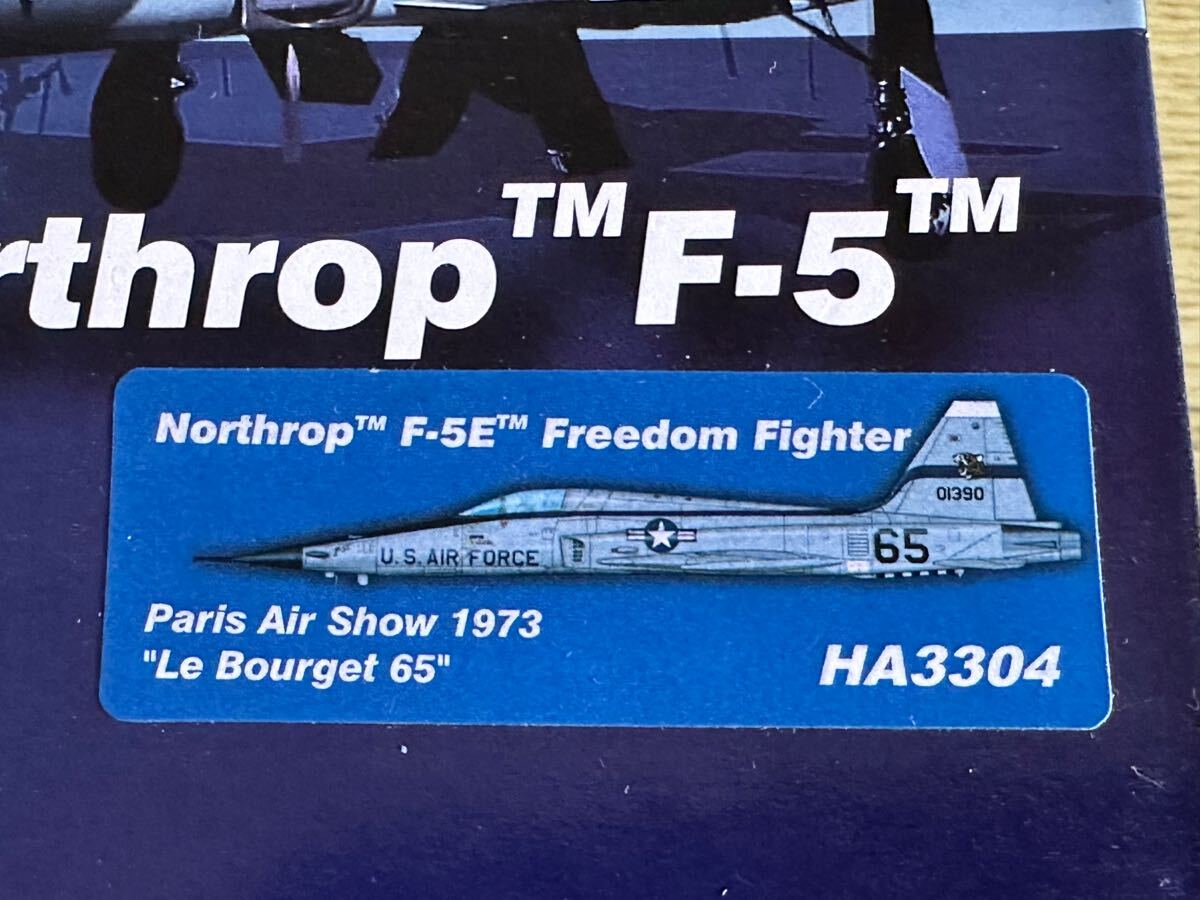 rthrop™ F-5™
Northrop™ F-5E™ Freedom Fighter
01390
U.S. AIR FORCE
65
Paris Air Show 1973
"Le Bourget 65"
HA3304